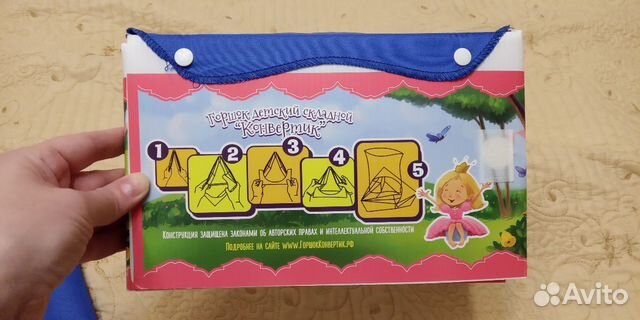 Горшок детский складной
"Конвертик"
1 2 3 4 5
Конструкция защищена законами об авторских правах и интеллектуальной собственности
Подробнее на сайте www.ГоршокКонвертик.рф
Avito